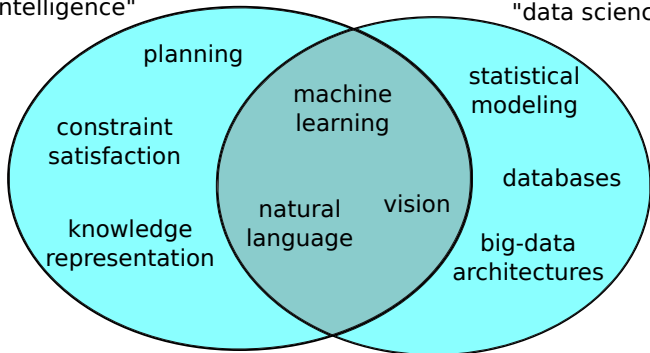 ntelligence"
"data scienc
planning
constraint
satisfaction
knowledge
representation
machine
learning
natural
language
vision
statistical
modeling
databases
big-data
architectures